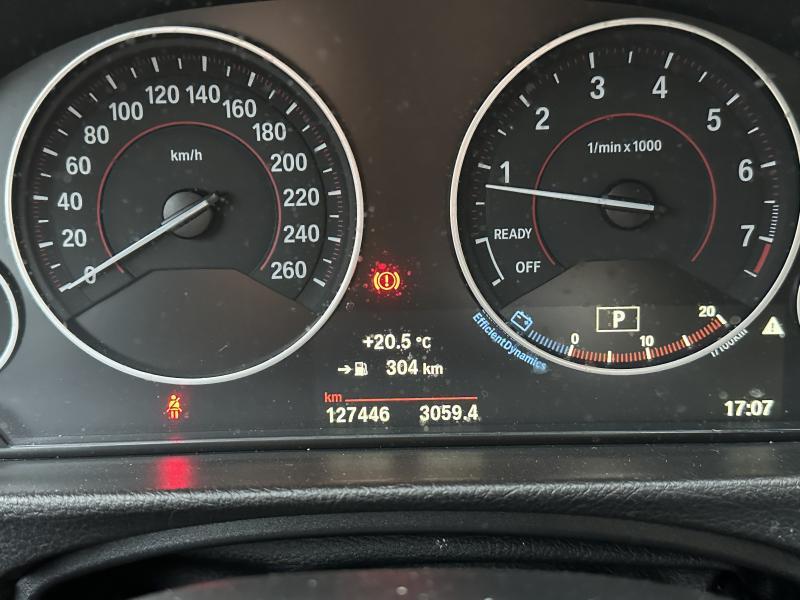 0
20
40
60
80
100
120
140
160
180
200
220
240
260
km/h
1
2
3
4
5
6
7
1/min x 1000
READY
OFF
P
0
10
20
l/100km
EfficientDynamics
+20.5 °C
304 km
km
127446 3059.4
17:07